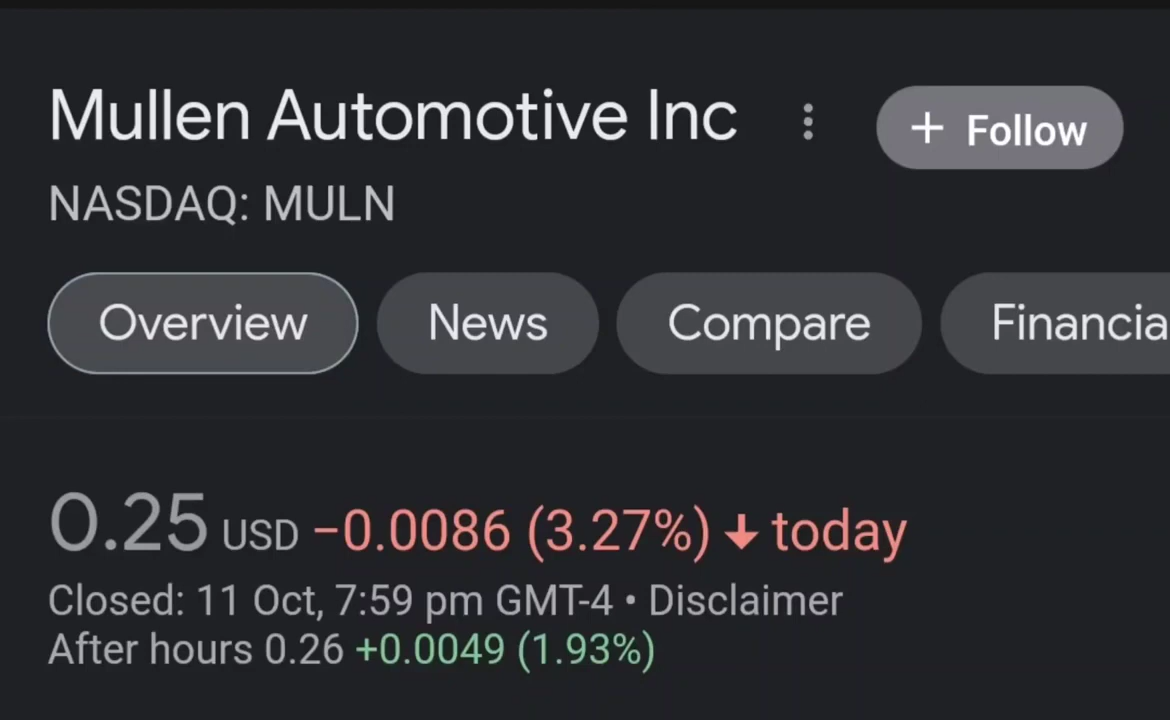 Mullen Automotive Inc
+ Follow
NASDAQ: MULN
Overview News Compare Financia
0.25 USD −0.0086 (3.27%) ↓ today
Closed: 11 Oct, 7:59 pm GMT-4 • Disclaimer
After hours 0.26 +0.0049 (1.93%)